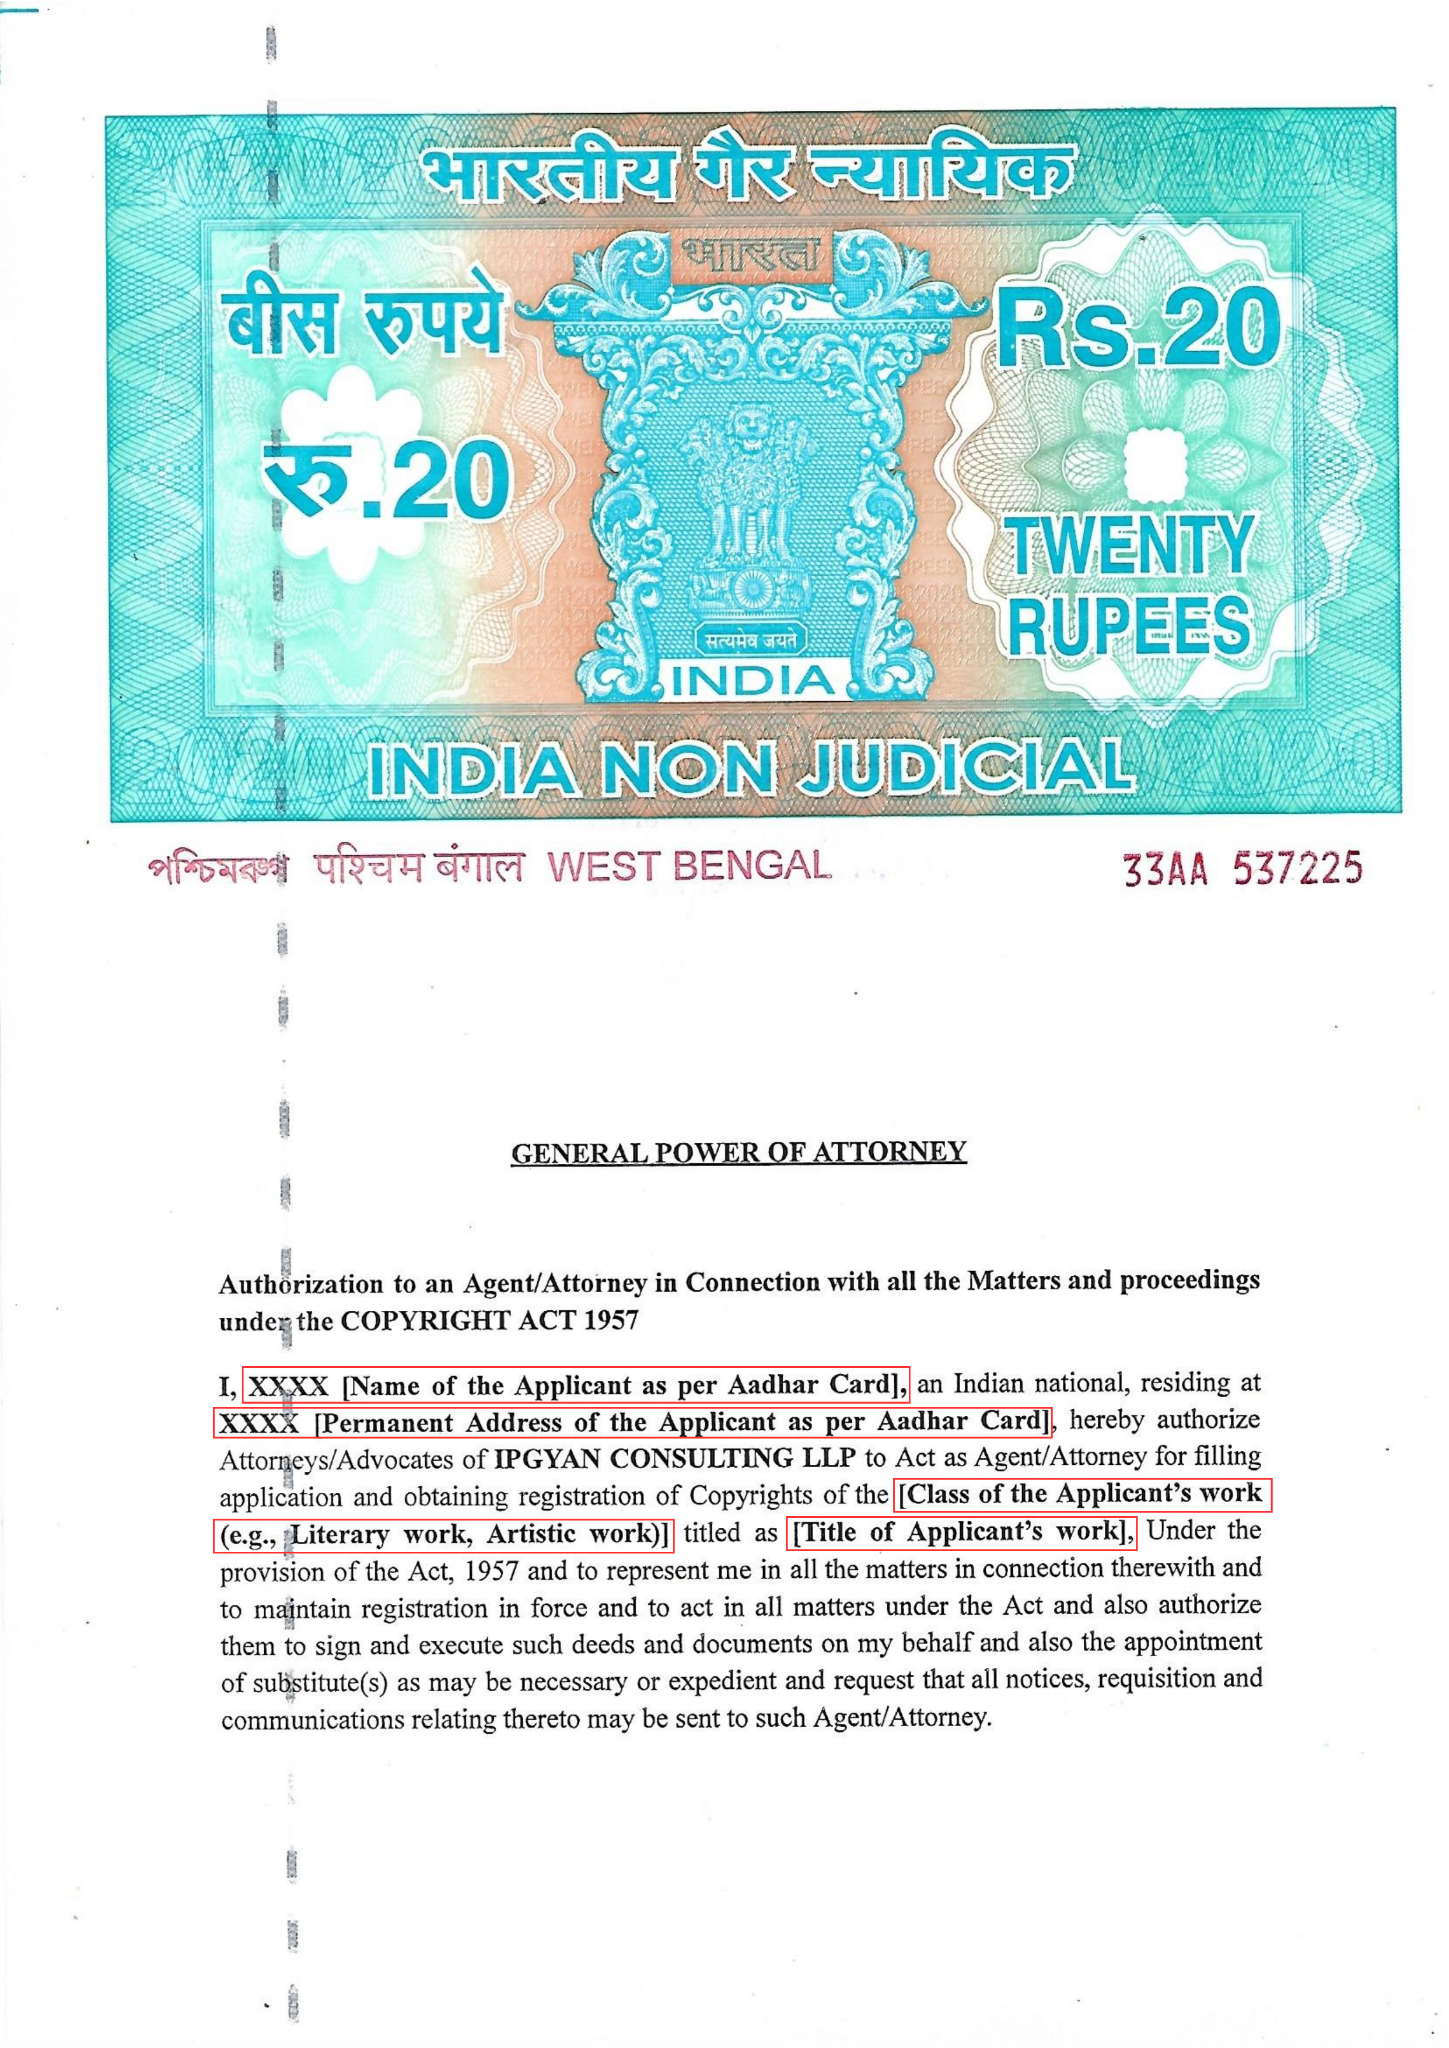 भारतीय गैर न्यायिक
भारत
बीस रुपये
Rs.20
रु.20
TWENTY
RUPEES
सत्यमेव जयते
INDIA
INDIA NON JUDICIAL
পশ্চিমবঙ্গ पश्चिम बंगाल WEST BENGAL
33AA 537225
GENERAL POWER OF ATTORNEY
Authorization to an Agent/Attorney in Connection with all the Matters and proceedings
under the COPYRIGHT ACT 1957
I, XXXX [Name of the Applicant as per Aadhar Card], an Indian national, residing at
XXXX [Permanent Address of the Applicant as per Aadhar Card], hereby authorize
Attorneys/Advocates of IPGYAN CONSULTING LLP to Act as Agent/Attorney for filling
application and obtaining registration of Copyrights of the [Class of the Applicant's work
(e.g., Literary work, Artistic work)] titled as [Title of Applicant's work], Under the
provision of the Act, 1957 and to represent me in all the matters in connection therewith and
to maintain registration in force and to act in all matters under the Act and also authorize
them to sign and execute such deeds and documents on my behalf and also the appointment
of substitute(s) as may be necessary or expedient and request that all notices, requisition and
communications relating thereto may be sent to such Agent/Attorney.